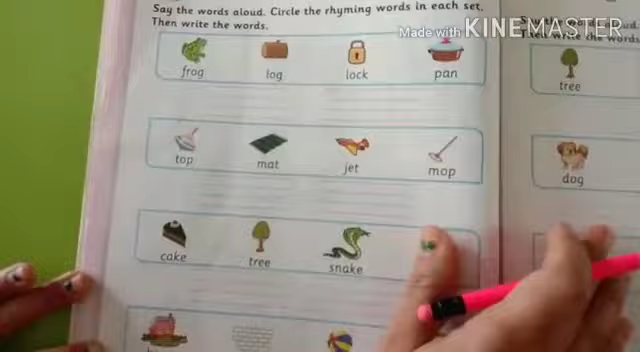 Say the words aloud. Circle the rhyming words in each set.
Then write the words.
frog log lock pan
top mat jet mop
cake tree snake
Made with KINEMASTER
tree
dog